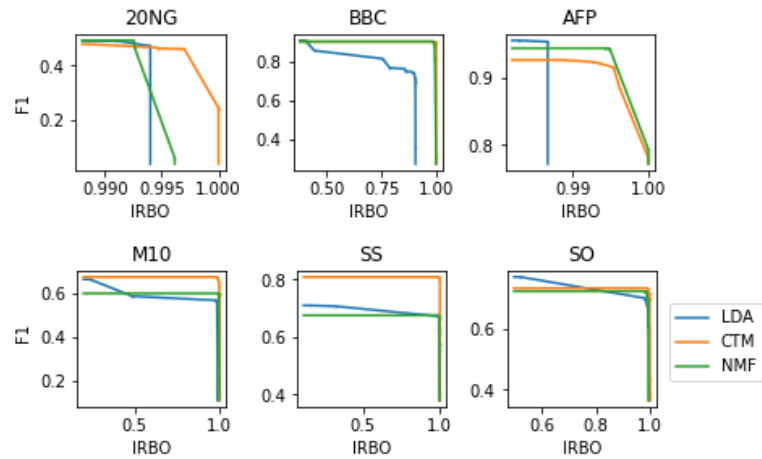 20NG BBC AFP
F1
0.4
0.2
0.990 0.995 1.000
IRBO
0.8
0.6
0.4
0.50 0.75 1.00
IRBO
0.9
0.8
0.99 1.00
IRBO
M10 SS SO
F1
0.6
0.4
0.2
0.5 1.0
IRBO
0.8
0.6
0.4
0.5 1.0
IRBO
0.6
0.4
0.6 0.8 1.0
IRBO
LDA
CTM
NMF